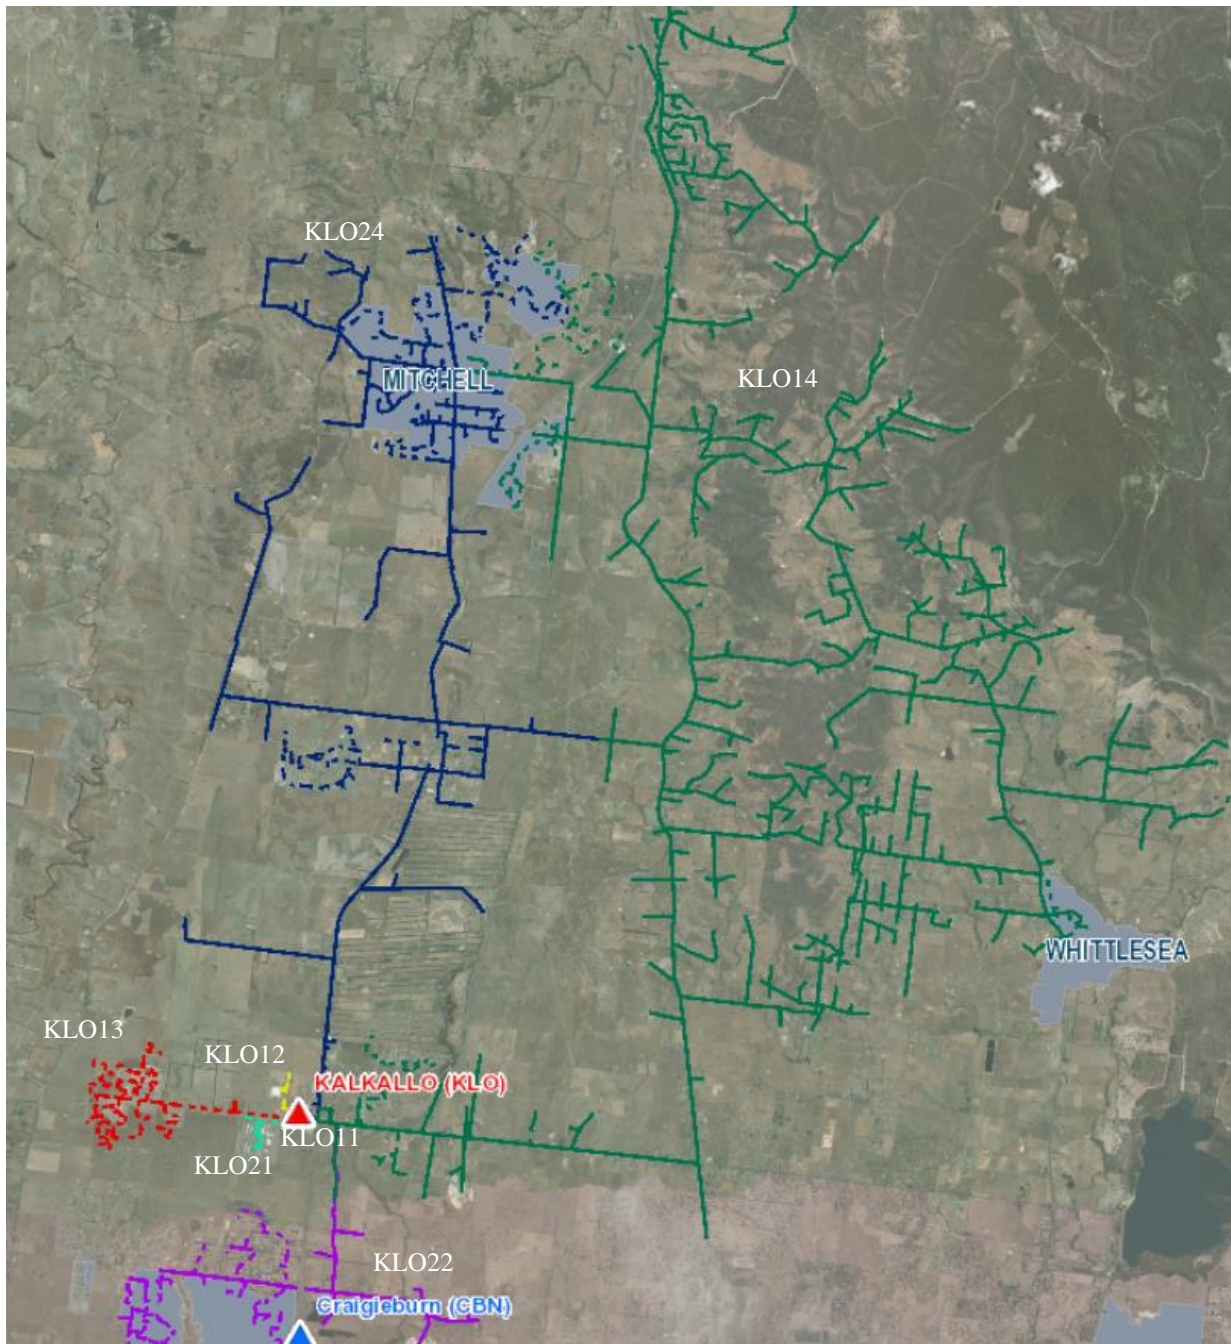 KLO24
KLO14
MITCHELL
WHITTLESEA
KLO13
KLO12
KALKALLO (KLO)
KLO11
KLO21
KLO22
Craigieburn (CBN)